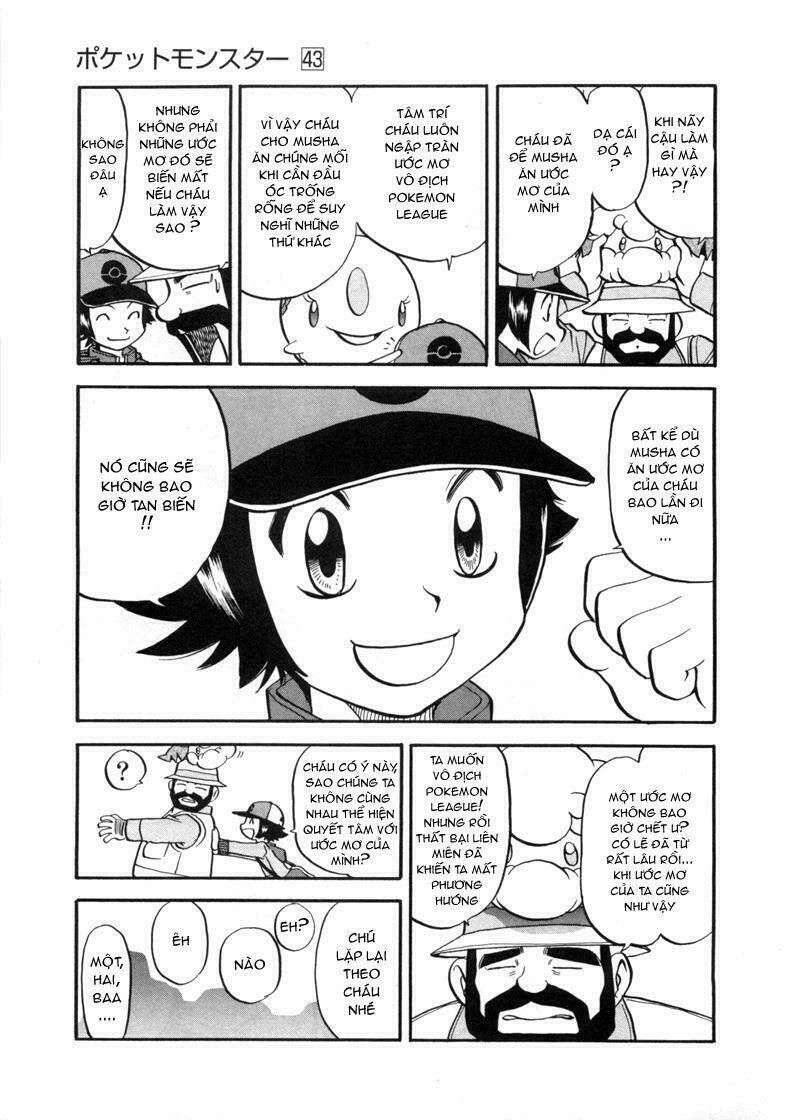 ポケットモンスター 43
KHI NÃY
CẬU LÀM
GÌ MÀ
HAY VẬY
?!
DẠ CÁI
ĐÓ Ạ
?
CHÁU ĐÃ
ĐỂ MUSHA
ĂN ƯỚC
MƠ CỦA
MÌNH
TÂM TRÍ
CHÁU LUÔN
NGẬP TRÀN
ƯỚC MƠ
VÔ ĐỊCH
POKEMON
LEAGUE
VÌ VẬY CHÁU
CHO MUSHA
ĂN CHÚNG MỖI
KHI CẦN ĐẦU
ÓC TRỐNG
RỖNG ĐỂ SUY
NGHĨ NHỮNG
THỨ KHÁC
NHƯNG
KHÔNG PHẢI
NHỮNG ƯỚC
MƠ ĐÓ SẼ
BIẾN MẤT
NẾU CHÁU
LÀM VẬY
SAO ?
KHÔNG
SAO ĐÂU
Ạ
BẤT KỂ DÙ
MUSHA CÓ
ĂN ƯỚC MƠ
CỦA CHÁU
BAO LẦN ĐI
NỮA
...
NÓ CŨNG SẼ
KHÔNG BAO
GIỜ TAN BIẾN
!!
MỘT ƯỚC MƠ
KHÔNG BAO
GIỜ CHẾT Ư?
CÓ LẼ ĐÃ TỪ
RẤT LÂU RỒI...
KHI ƯỚC MƠ
CỦA TA CŨNG
NHƯ VẬY
TA MUỐN
VÔ ĐỊCH
POKEMON
LEAGUE!
NHƯNG RỒI
THẤT BẠI LIÊN
MIÊN ĐÃ
KHIẾN TA MẤT
PHƯƠNG
HƯỚNG
CHÁU CÓ Ý NÀY,
SAO CHÚNG TA
KHÔNG CÙNG
NHAU THỂ HIỆN
QUYẾT TÂM VỚI
ƯỚC MƠ CỦA
MÌNH?
?
CHÚ
LẶP LẠI
THEO
CHÁU
NHÉ
EH?
NÀO
ÊH
MỘT,
HAI,
BAA
....